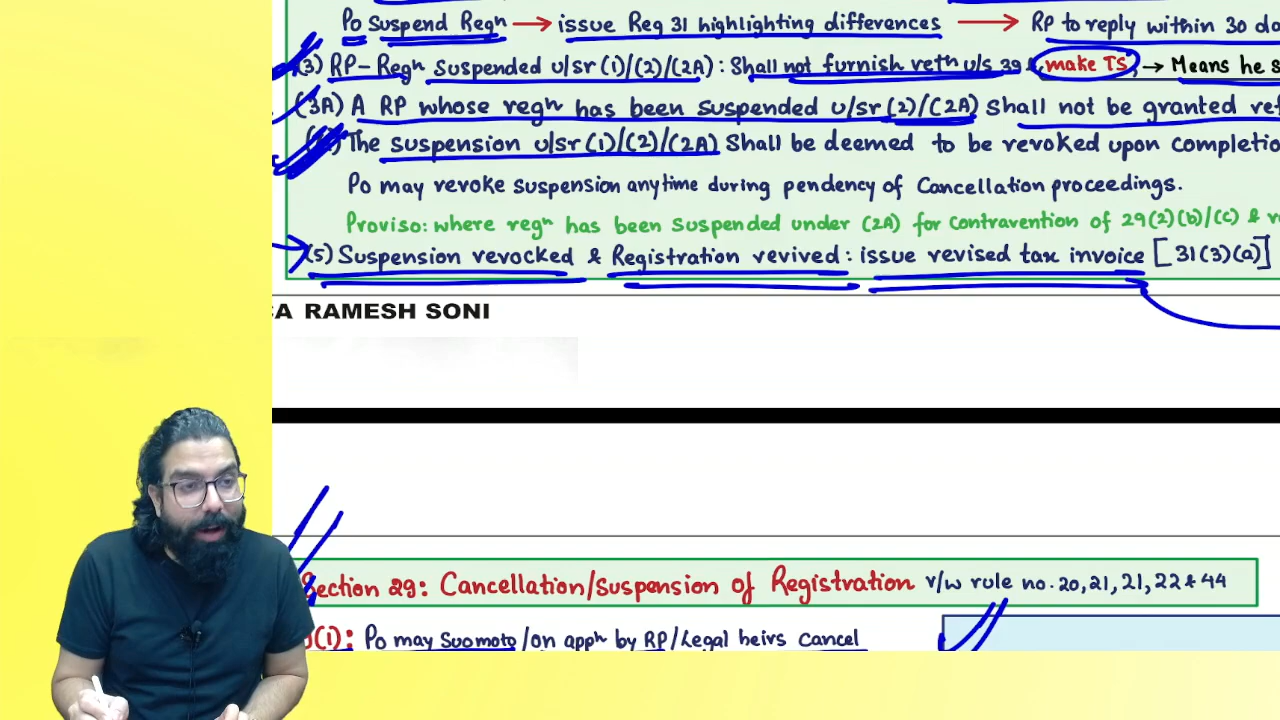 Po Suspend Regn → issue Reg 31 highlighting differences → RP to reply within 30
(3) RP-Regn Suspended u/sr (1)/(2)/(2A): Shall not furnish retn u/s 39 & make TS, → Means he
(3A) A RP whose regn has been suspended u/sr (2)/(2A) Shall not be granted
The suspension u/sr (1)/(2)/(2A) Shall be deemed to be revoked upon
Po may revoke suspension anytime during pendency of Cancellation proceedings.
Proviso: where regn has been suspended under (2A) for contravention of 29(2)(b)/(c) &
(5) Suspension revocked & Registration revived: issue revised tax invoice [31(3)(a)]
CA RAMESH SONI
Section 29: Cancellation/Suspension of Registration r/w rule no. 20,21,21,22 & 44
Po may Suomoto/on appn by RP/Legal heirs cancel